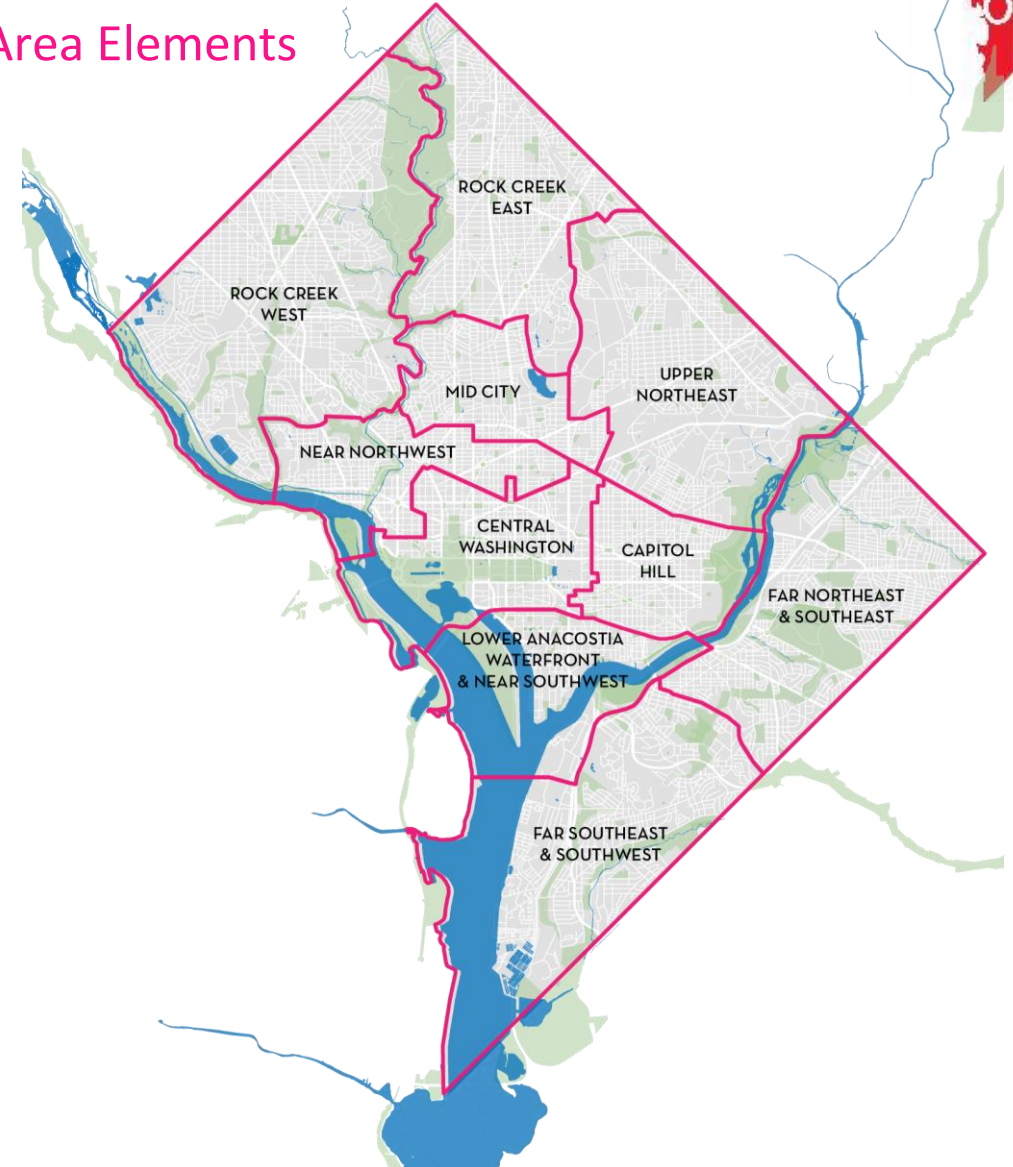 Area Elements
ROCK CREEK
EAST
ROCK CREEK
WEST
UPPER
NORTHEAST
MID CITY
NEAR NORTHWEST
CENTRAL
WASHINGTON
CAPITOL
HILL
FAR NORTHEAST
& SOUTHEAST
LOWER ANACOSTIA
WATERFRONT
& NEAR SOUTHWEST
FAR SOUTHEAST
& SOUTHWEST